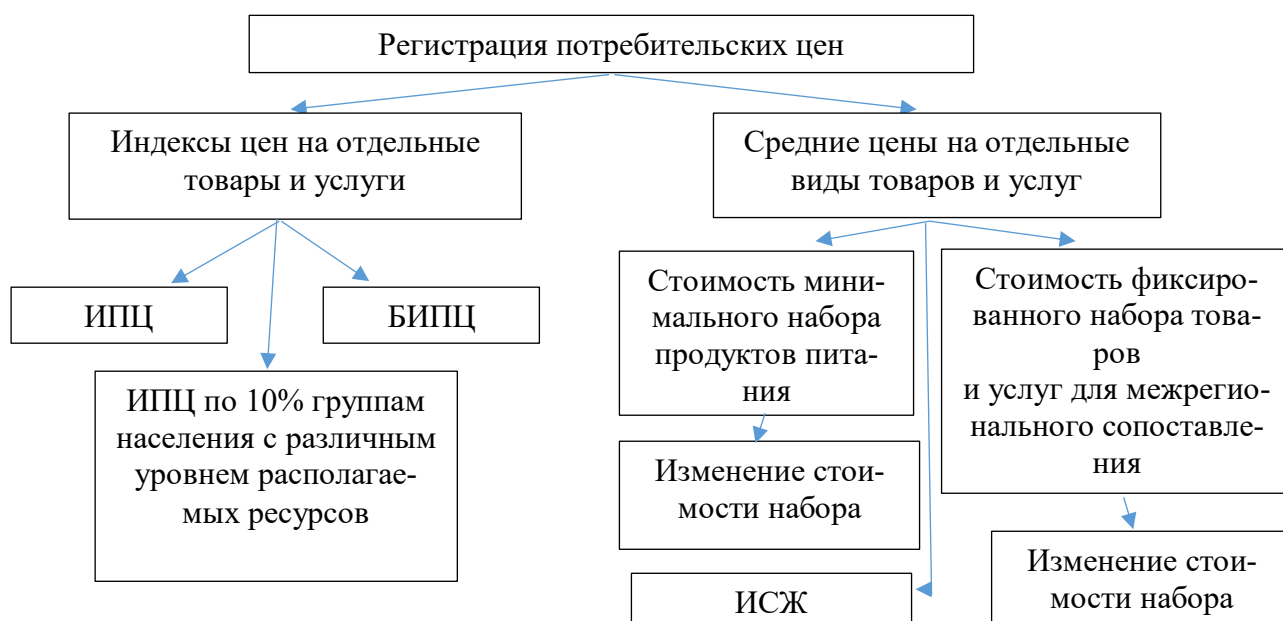 Регистрация потребительских цен
Индексы цен на отдельные
товары и услуги
Средние цены на отдельные
виды товаров и услуг
ИПЦ
БИПЦ
ИПЦ по 10% группам
населения с различным
уровнем располагае-
мых ресурсов
Стоимость мини-
мального набора
продуктов пита-
ния
Изменение стои-
мости набора
ИСЖ
Стоимость фиксиро-
ванного набора това-
ров
и услуг для межрегио-
нального сопоставле-
ния
Изменение стои-
мости набора